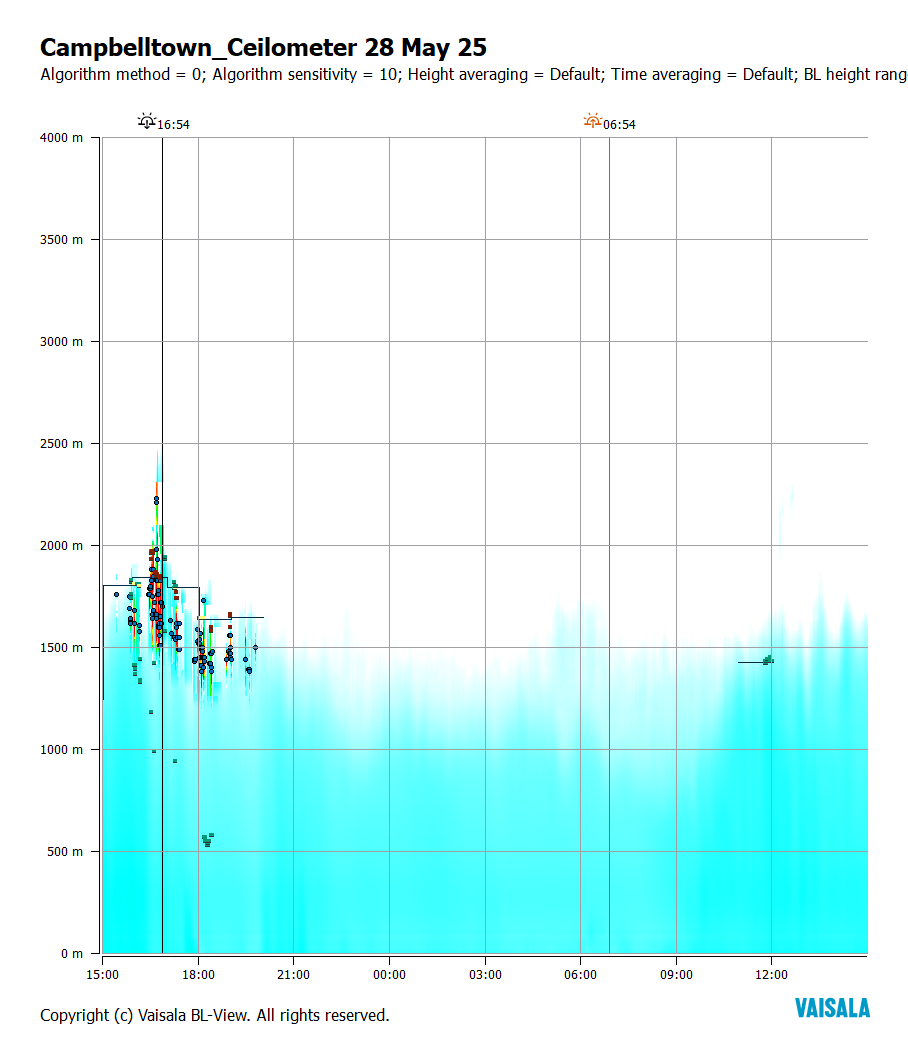 Campbelltown_Ceilometer 28 May 25
Algorithm method = 0; Algorithm sensitivity = 10; Height averaging = Default; Time averaging = Default; BL height rang
16:54 06:54
4000 m
3500 m
3000 m
2500 m
2000 m
1500 m
1000 m
500 m
0 m
15:00 18:00 21:00 00:00 03:00 06:00 09:00 12:00
Copyright (c) Vaisala BL-View. All rights reserved.
VAISALA